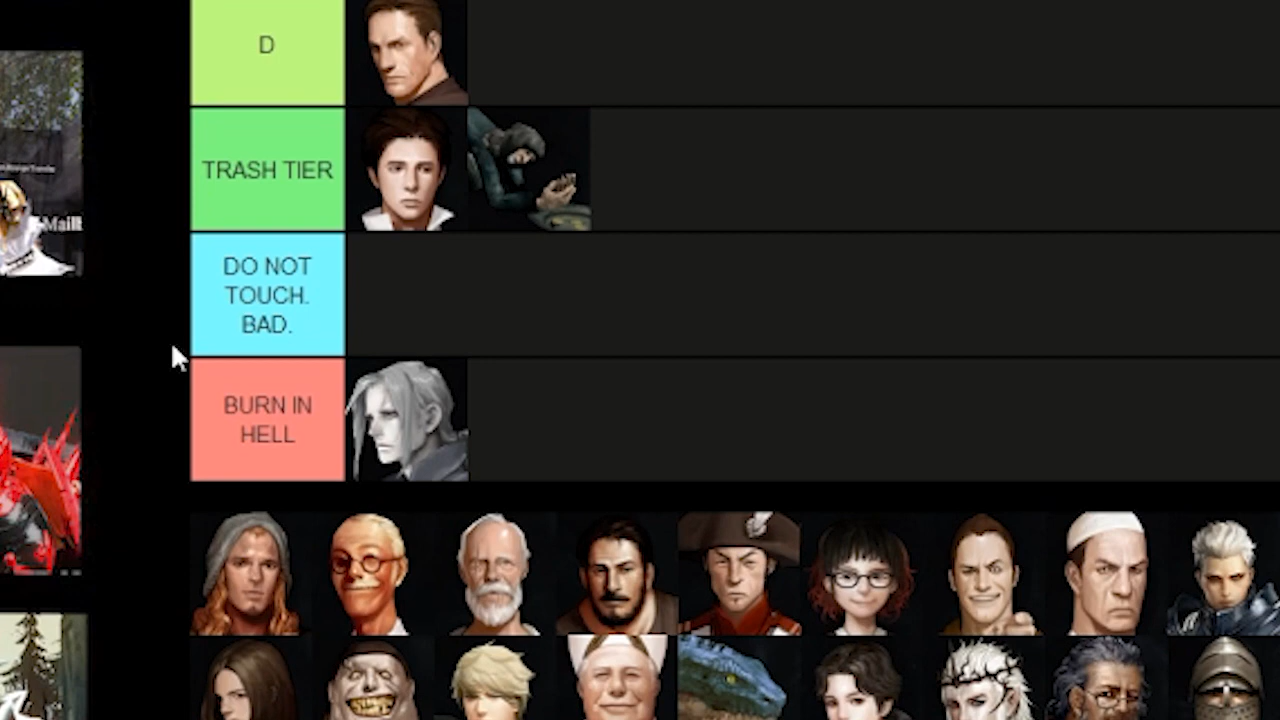 D
TRASH TIER
DO NOT
TOUCH.
BAD.
BURN IN
HELL